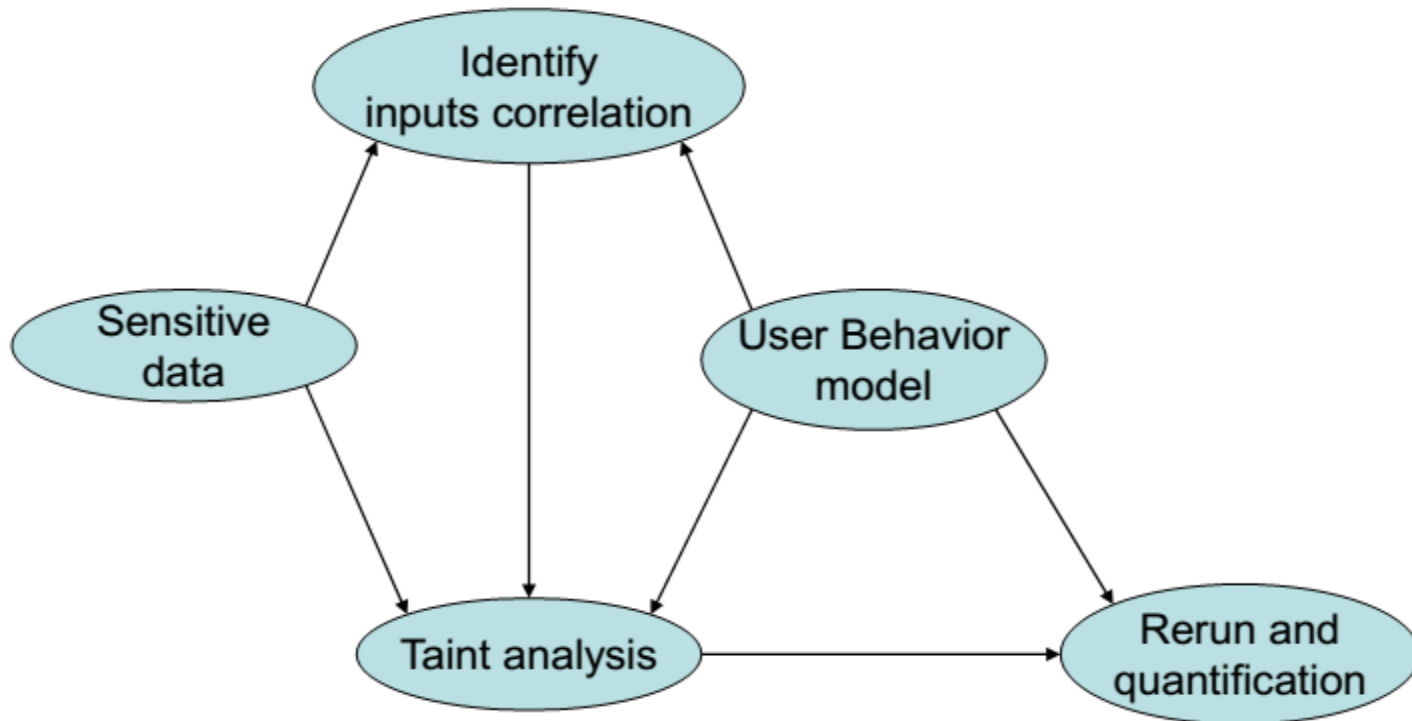 Identify
inputs correlation
Sensitive
data
User Behavior
model
Taint analysis
Rerun and
quantification